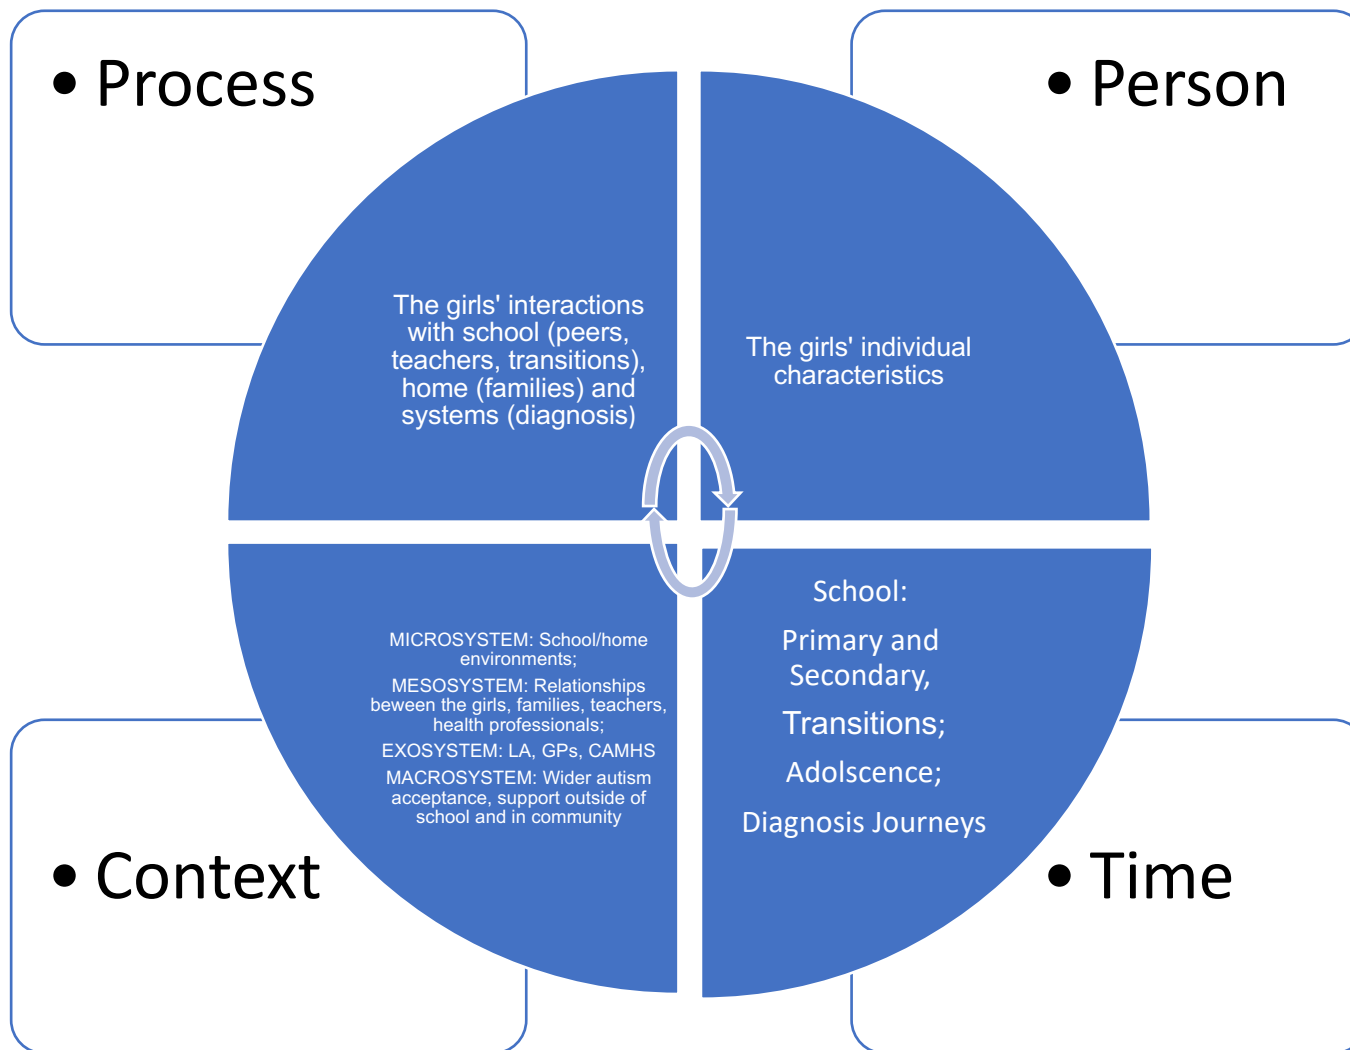 • Process
The girls' interactions
with school (peers,
teachers, transitions),
home (families) and
systems (diagnosis)
• Person
The girls' individual
characteristics
• Context
MICROSYSTEM: School/home
environments;
MESOSYSTEM: Relationships
beween the girls, families, teachers,
health professionals;
EXOSYSTEM: LA, GPs, CAMHS
MACROSYSTEM: Wider autism
acceptance, support outside of
school and in community
• Time
School:
Primary and
Secondary,
Transitions;
Adolscence;
Diagnosis Journeys